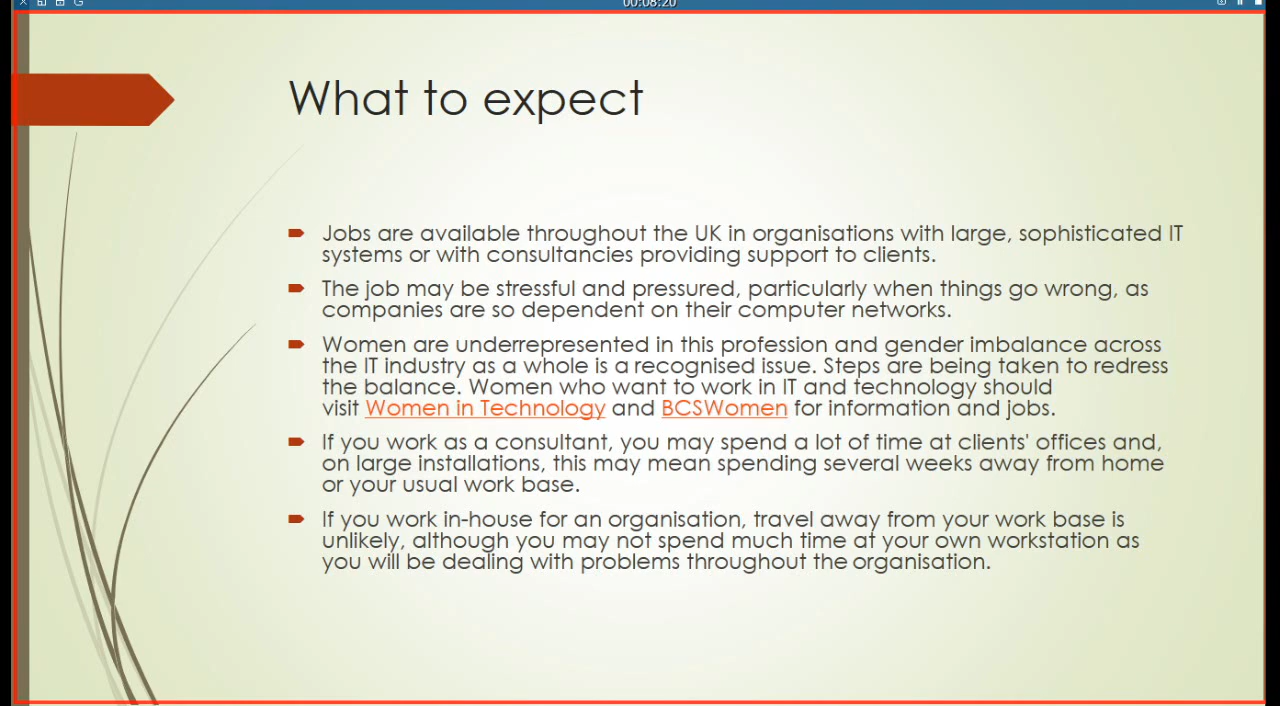 00:08:20
What to expect
Jobs are available throughout the UK in organisations with large, sophisticated IT
systems or with consultancies providing support to clients.
The job may be stressful and pressured, particularly when things go wrong, as
companies are so dependent on their computer networks.
Women are underrepresented in this profession and gender imbalance across
the IT industry as a whole is a recognised issue. Steps are being taken to redress
the balance. Women who want to work in IT and technology should
visit Women in Technology and BCSWomen for information and jobs.
If you work as a consultant, you may spend a lot of time at clients' offices and,
on large installations, this may mean spending several weeks away from home
or your usual work base.
If you work in-house for an organisation, travel away from your work base is
unlikely, although you may not spend much time at your own workstation as
you will be dealing with problems throughout the organisation.